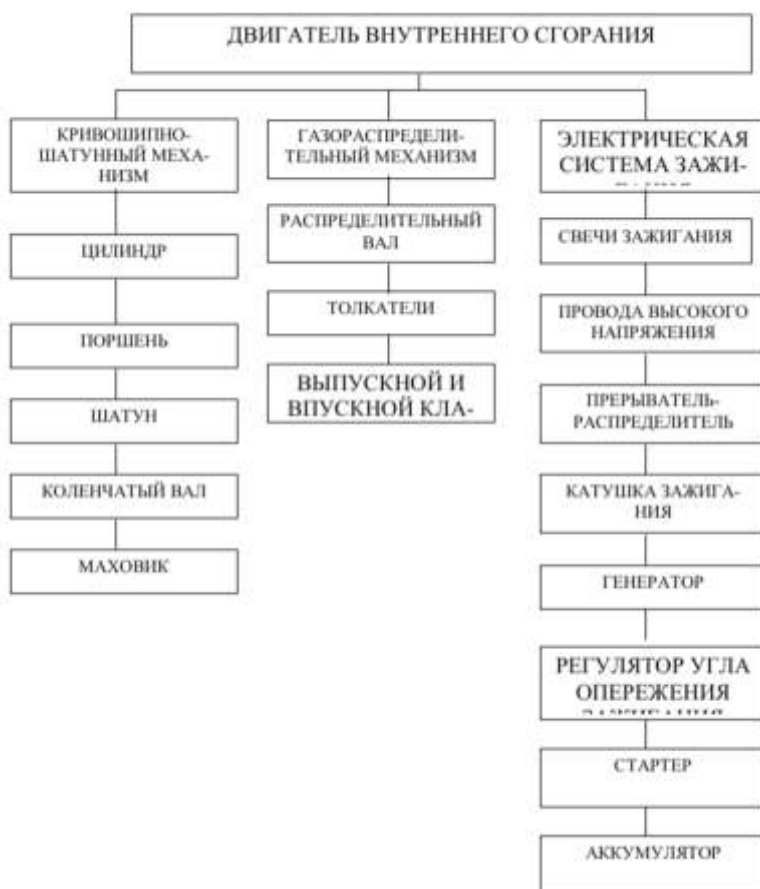 ДВИГАТЕЛЬ ВНУТРЕННЕГО СГОРАНИЯ
КРИВОШИПНО-
ШАТУННЫЙ МЕХА-
НИЗМ
ЦИЛИНДР
ПОРШЕНЬ
ШАТУН
КОЛЕНЧАТЫЙ ВАЛ
МАХОВИК
ГАЗОРАСПРЕДЕЛИ-
ТЕЛЬНЫЙ МЕХАНИЗМ
РАСПРЕДЕЛИТЕЛЬНЫЙ
ВАЛ
ТОЛКАТЕЛИ
ВЫПУСКНОЙ И
ВПУСКНОЙ КЛА-
ЭЛЕКТРИЧЕСКАЯ
СИСТЕМА ЗАЖИ-
СВЕЧИ ЗАЖИГАНИЯ
ПРОВОДА ВЫСОКОГО
НАПРЯЖЕНИЯ
ПРЕРЫВАТЕЛЬ-
РАСПРЕДЕЛИТЕЛЬ
КАТУШКА ЗАЖИГА-
НИЯ
ГЕНЕРАТОР
РЕГУЛЯТОР УГЛА
ОПЕРЕЖЕНИЯ
СТАРТЕР
АККУМУЛЯТОР